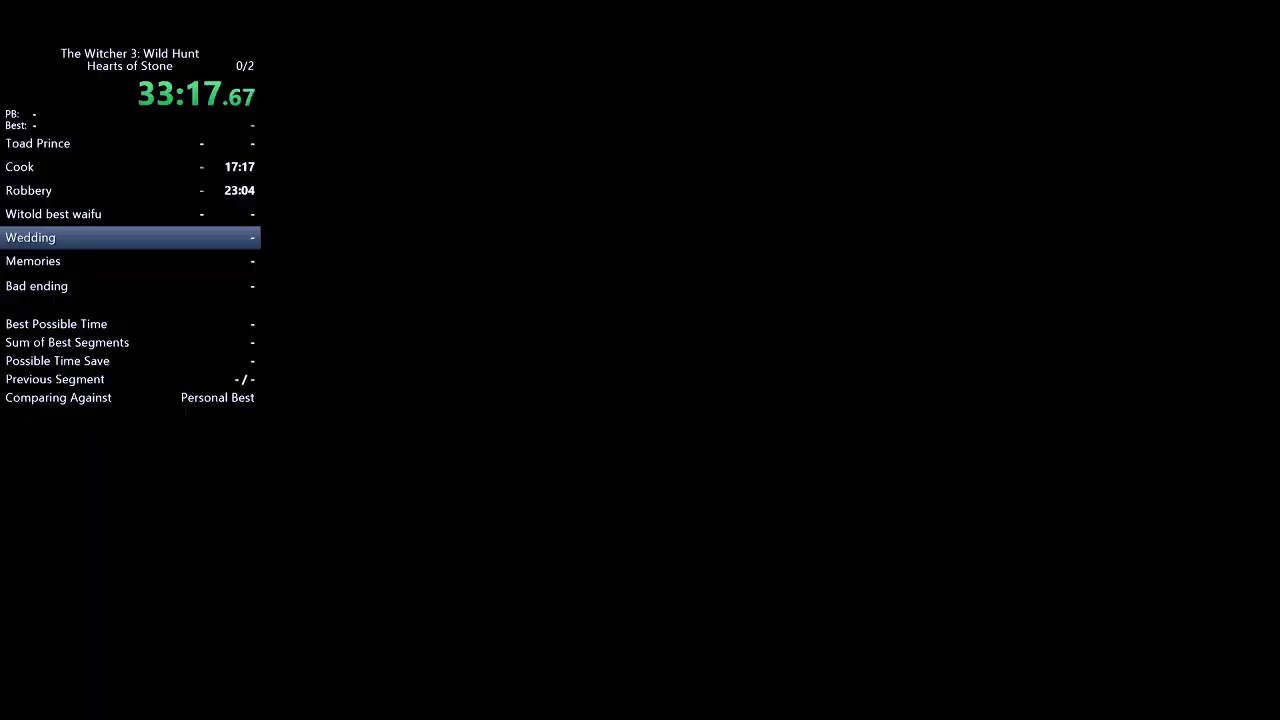 The Witcher 3: Wild Hunt
Hearts of Stone 0/2
33:17.67
PB: -
Best: - -
Toad Prince - -
Cook - 17:17
Robbery - 23:04
Witold best waifu - -
Wedding -
Memories -
Bad ending -
Best Possible Time -
Sum of Best Segments -
Possible Time Save -
Previous Segment - / -
Comparing Against Personal Best